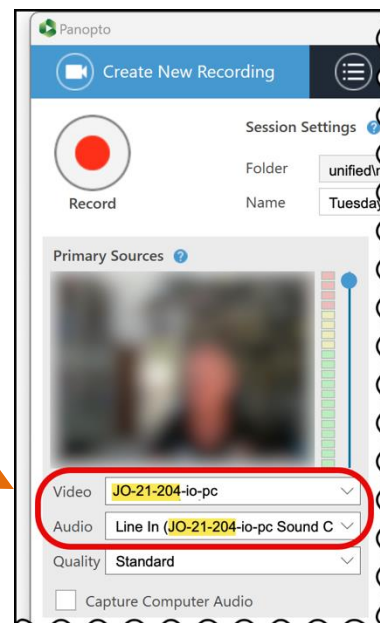 Panopto
Create New Recording
Session Settings
Folder unified\
Record Name Tuesday
Primary Sources
Video JO-21-204-io-pc
Audio Line In (JO-21-204-io-pc Sound C
Quality Standard
Capture Computer Audio